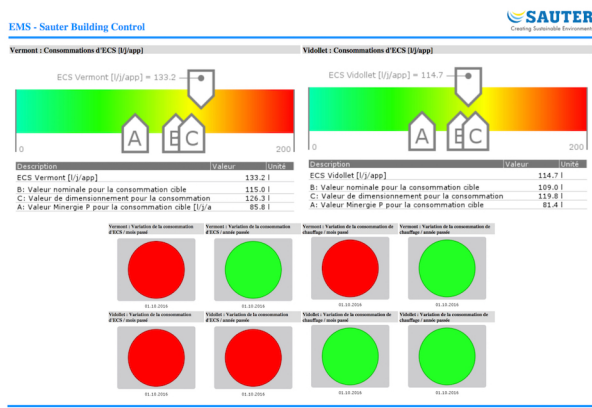 EMS - Sauter Building Control
SAUTER
Creating Sustainable Environments
Vermont : Consommations d'ECS [l/j/app]
Vidollet : Consommations d'ECS [l/j/app]
ECS Vermont [l/j/app] = 133.2
A
B
C
0
200
ECS Vidollet [l/j/app] = 114.7
A
B
C
0
200
Description Valeur Unité
ECS Vermont [l/j/app] 133.2 l
B: Valeur nominale pour la consommation cible 115.0 l
C: Valeur de dimensionnement pour la consommation 126.3 l
A: Valeur Minergie P pour la consommation cible [l/j/a 85.8 l
Description Valeur Unité
ECS Vidollet [l/j/app] 114.7 l
B: Valeur nominale pour la consommation cible 109.0 l
C: Valeur de dimensionnement pour la consommation 119.8 l
A: Valeur Minergie P pour la consommation cible 81.4 l
Vermont : Variation de la consommation
d'ECS / mois passé
01.10.2016
Vermont : Variation de la consommation
d'ECS / année passée
01.10.2016
Vermont : Variation de la consommation de
chauffage / mois passé
01.10.2016
Vermont : Variation de la consommation de
chauffage / année passée
01.10.2016
Vidollet : Variation de la consommation
d'ECS / mois passé
01.10.2016
Vidollet : Variation de la consommation
d'ECS / année passée
01.10.2016
Vidollet : Variation de la consommation de
chauffage / mois passé
01.10.2016
Vidollet : Variation de la consommation de
chauffage / année passée
01.10.2016